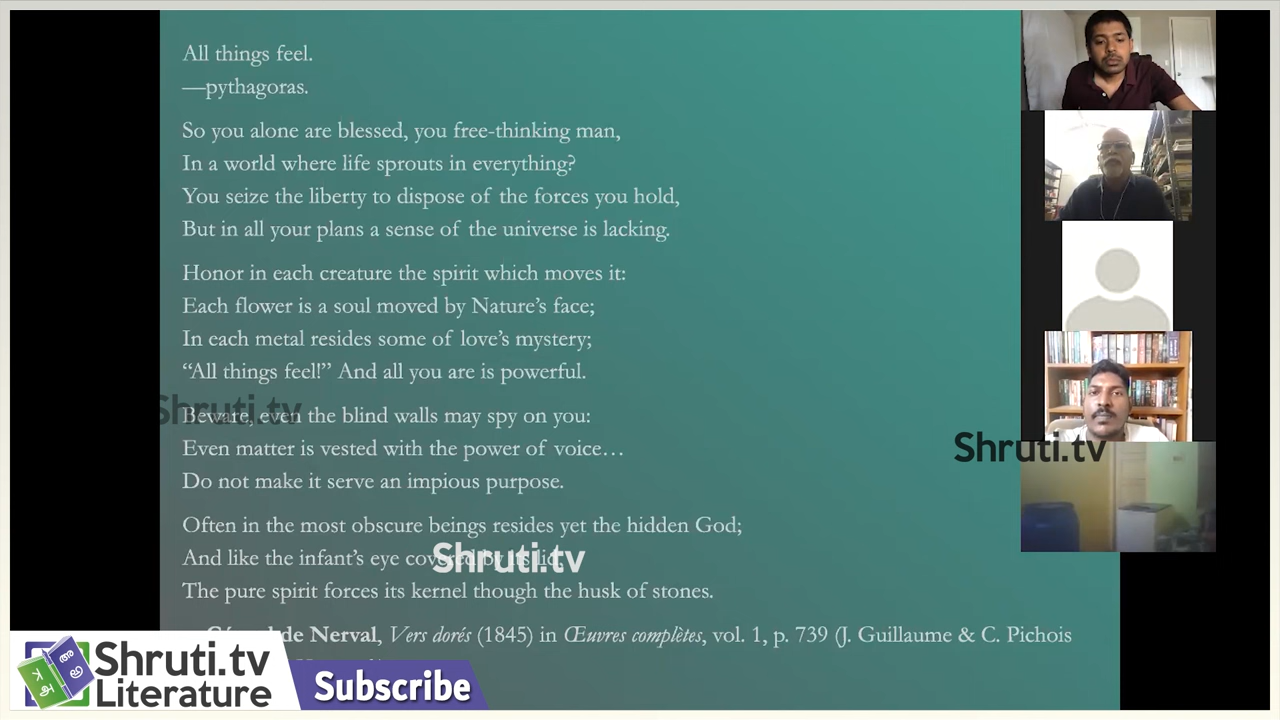 All things feel.
—pythagoras.
So you alone are blessed, you free-thinking man,
In a world where life sprouts in everything?
You seize the liberty to dispose of the forces you hold,
But in all your plans a sense of the universe is lacking.
Honor in each creature the spirit which moves it:
Each flower is a soul moved by Nature’s face;
In each metal resides some of love’s mystery;
“All things feel!” And all you are is powerful.
Shruti.tv
Beware, even the blind walls may spy on you:
Even matter is vested with the power of voice…
Shruti.tv
Do not make it serve an impious purpose.
Often in the most obscure beings resides yet the hidden God;
And like the infant’s eye covered by its lid
Shruti.tv
The pure spirit forces its kernel though the husk of stones.
de Nerval, Vers dorés (1845) in Œuvres complètes, vol. 1, p. 739 (J. Guillaume & C. Pichois
Shruti.tv
Literature
Subscribe